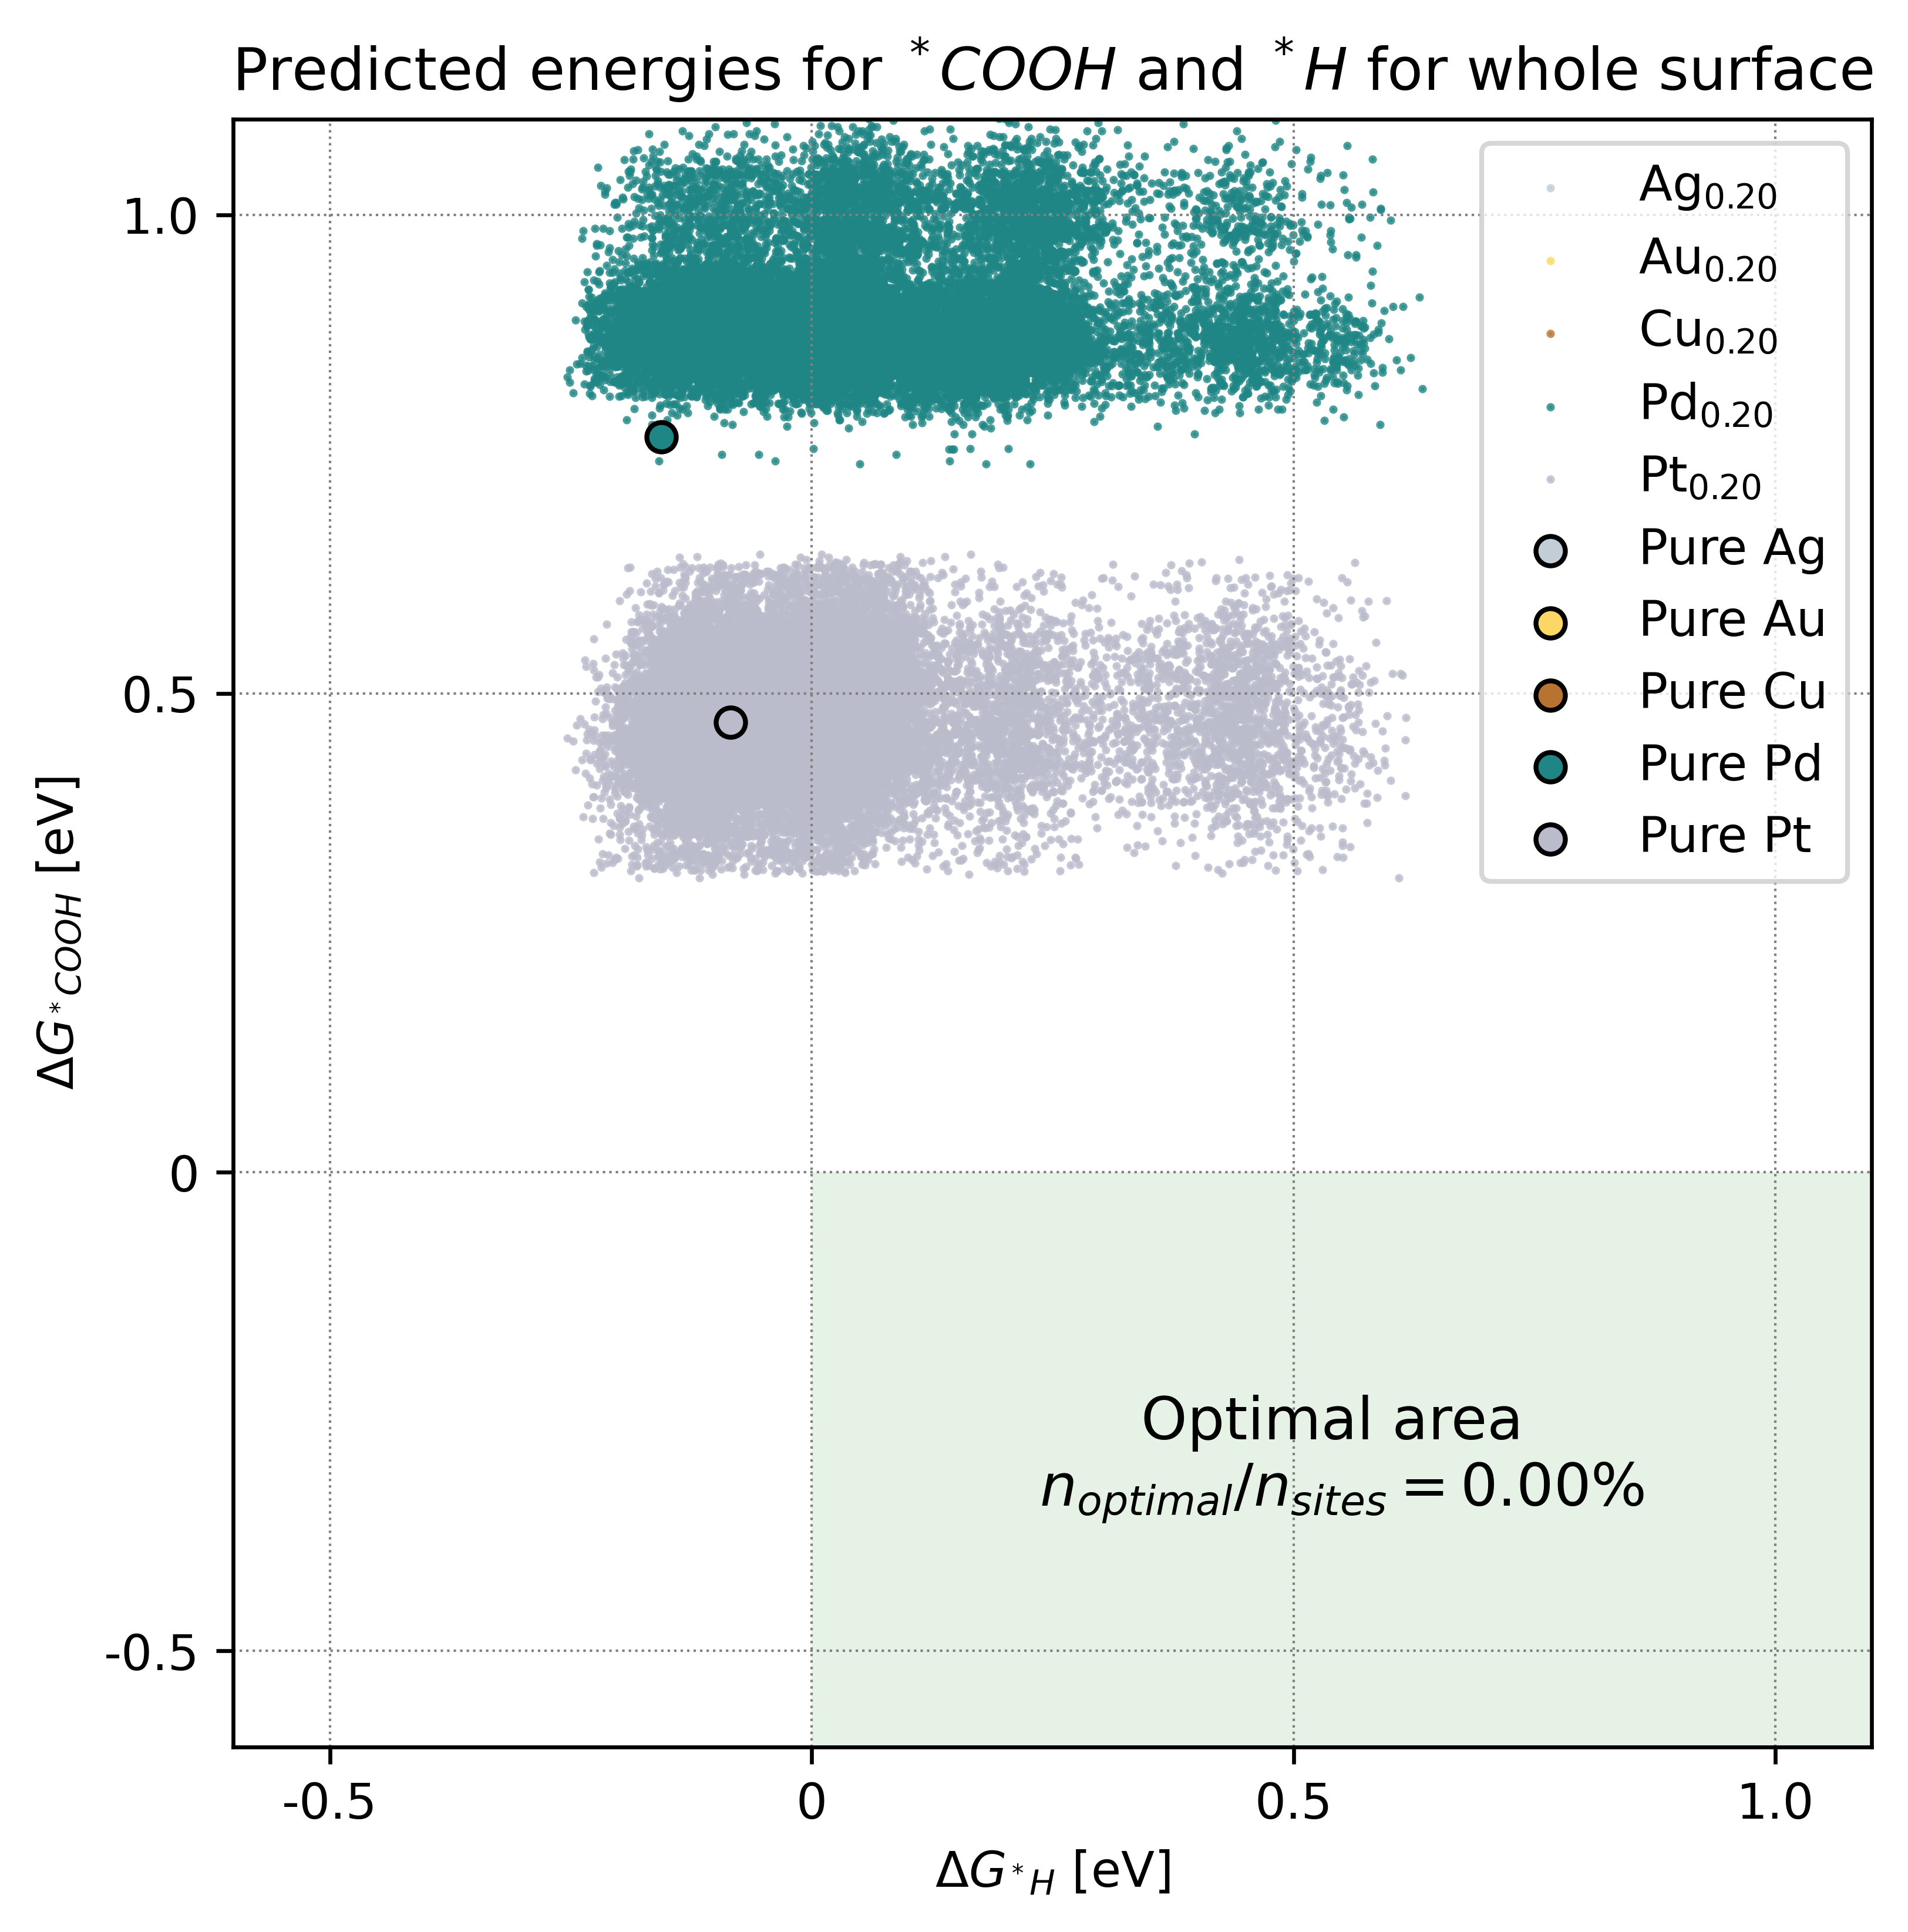 Predicted energies for *COOH and *H for whole surface
1.0
0.5
0
-0.5
ΔG*COOH [eV]
Ag0.20
Au0.20
Cu0.20
Pd0.20
Pt0.20
Pure Ag
Pure Au
Pure Cu
Pure Pd
Pure Pt
Optimal area
noptimal/nsites = 0.00%
-0.5
0
0.5
1.0
ΔG*H [eV]